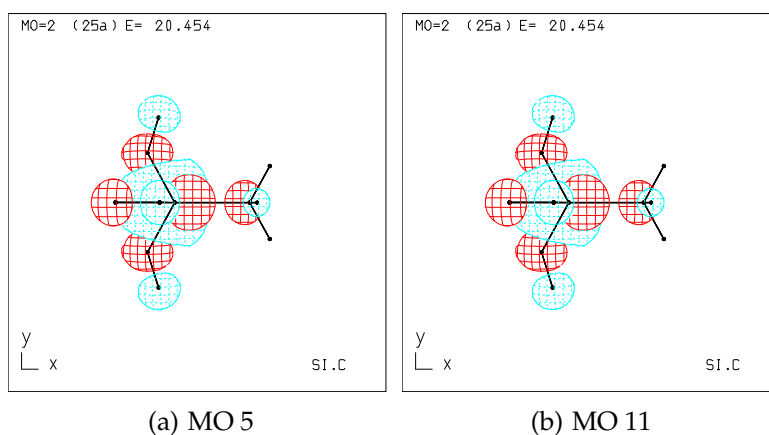 MO=2 (25a) E= 20.454
y
x
SI.C
(a) MO 5
MO=2 (25a) E= 20.454
y
x
SI.C
(b) MO 11